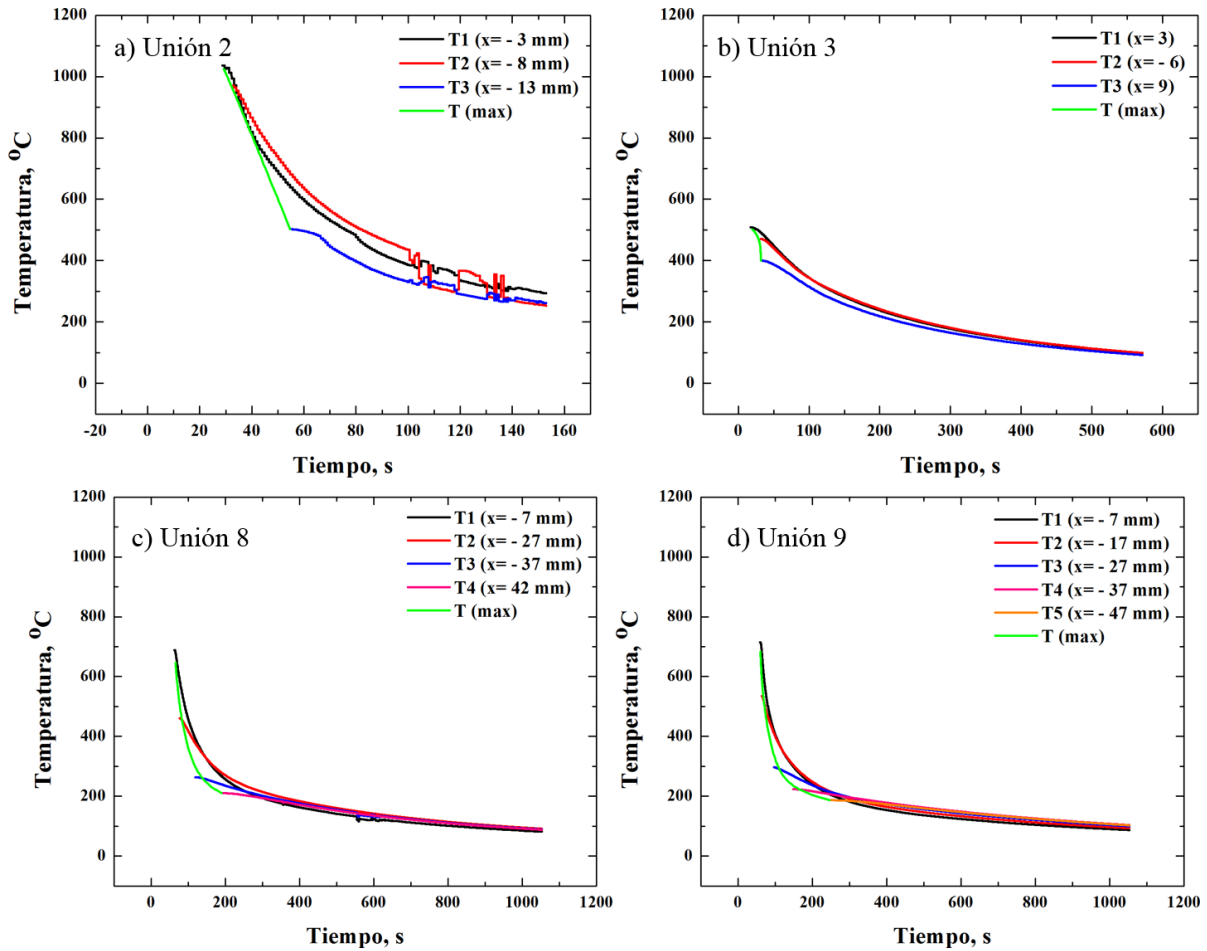 a) Unión 2
T1 (x= - 3 mm)
T2 (x= - 8 mm)
T3 (x= - 13 mm)
T (max)
Temperatura, ºC
1200
1000
800
600
400
200
0
-20 0 20 40 60 80 100 120 140 160
Tiempo, s
b) Unión 3
T1 (x= 3)
T2 (x= - 6)
T3 (x= 9)
T (max)
Temperatura, ºC
1200
1000
800
600
400
200
0
0 100 200 300 400 500 600
Tiempo, s
c) Unión 8
T1 (x= - 7 mm)
T2 (x= - 27 mm)
T3 (x= - 37 mm)
T4 (x= 42 mm)
T (max)
Temperatura, ºC
1200
1000
800
600
400
200
0
0 200 400 600 800 1000 1200
Tiempo, s
d) Unión 9
T1 (x= - 7 mm)
T2 (x= - 17 mm)
T3 (x= - 27 mm)
T4 (x= - 37 mm)
T5 (x= - 47 mm)
T (max)
Temperatura, ºC
1200
1000
800
600
400
200
0
0 200 400 600 800 1000 1200
Tiempo, s